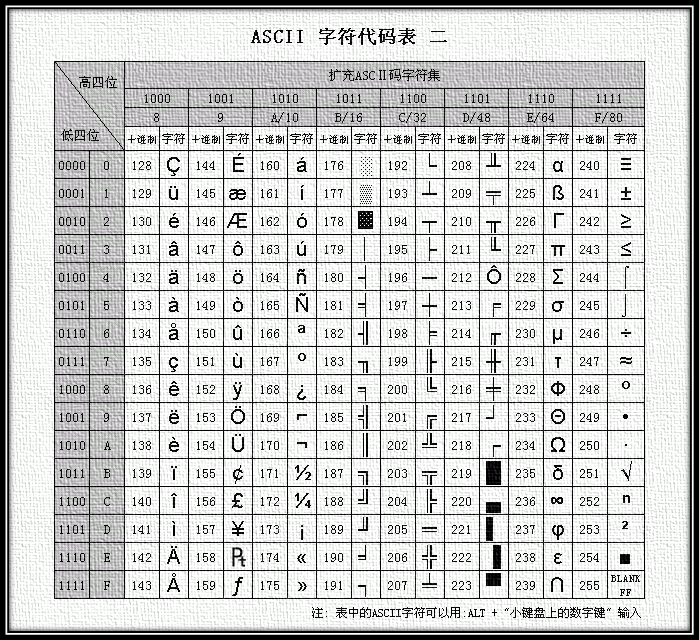 ASCII 字符代码表 二
高四位 扩充ASCⅡ码字符集
1000 1001 1010 1011 1100 1101 1110 1111
8 9 A/10 B/16 C/32 D/48 E/64 F/80
低四位 十进制 字符 十进制 字符 十进制 字符 十进制 字符 十进制 字符 十进制 字符 十进制 字符 十进制 字符
0000 0 128 Ç 144 É 160 á 176 ░ 192 └ 208 ╨ 224 α 240 ≡
0001 1 129 ü 145 æ 161 í 177 ▒ 193 ┴ 209 ╤ 225 ß 241 ±
0010 2 130 é 146 Æ 162 ó 178 ▓ 194 ┬ 210 ╥ 226 Γ 242 ≥
0011 3 131 â 147 ô 163 ú 179 │ 195 ├ 211 ╙ 227 π 243 ≤
0100 4 132 ä 148 ö 164 ñ 180 ┤ 196 ─ 212 Ô 228 Σ 244 ⌠
0101 5 133 à 149 ò 165 Ñ 181 ╡ 197 ┼ 213 ╒ 229 σ 245 ⌡
0110 6 134 å 150 û 166 ª 182 ╢ 198 ╞ 214 ╓ 230 µ 246 ÷
0111 7 135 ç 151 ù 167 º 183 ╖ 199 ╟ 215 ╫ 231 τ 247 ≈
1000 8 136 ê 152 ÿ 168 ¿ 184 ╕ 200 ╚ 216 ╪ 232 Φ 248 °
1001 9 137 ë 153 Ö 169 ⌐ 185 ╣ 201 ╔ 217 ┘ 233 Θ 249 •
1010 A 138 è 154 Ü 170 ¬ 186 ║ 202 ╩ 218 ┌ 234 Ω 250 ·
1011 B 139 ï 155 ¢ 171 ½ 187 ╗ 203 ╦ 219 █ 235 δ 251 √
1100 C 140 î 156 £ 172 ¼ 188 ╝ 204 ╠ 220 ▄ 236 ∞ 252 ⁿ
1101 D 141 ì 157 ¥ 173 ¡ 189 ╜ 205 ═ 221 ▌ 237 φ 253 ²
1110 E 142 Ä 158 ₧ 174 « 190 ╛ 206 ╬ 222 ▐ 238 ε 254 ■
1111 F 143 Å 159 ƒ 175 » 191 ┐ 207 ╧ 223 ▀ 239 ∩ 255 BLANK FF
注: 表中的ASCII字符可以用:ALT + "小键盘上的数字键" 输入